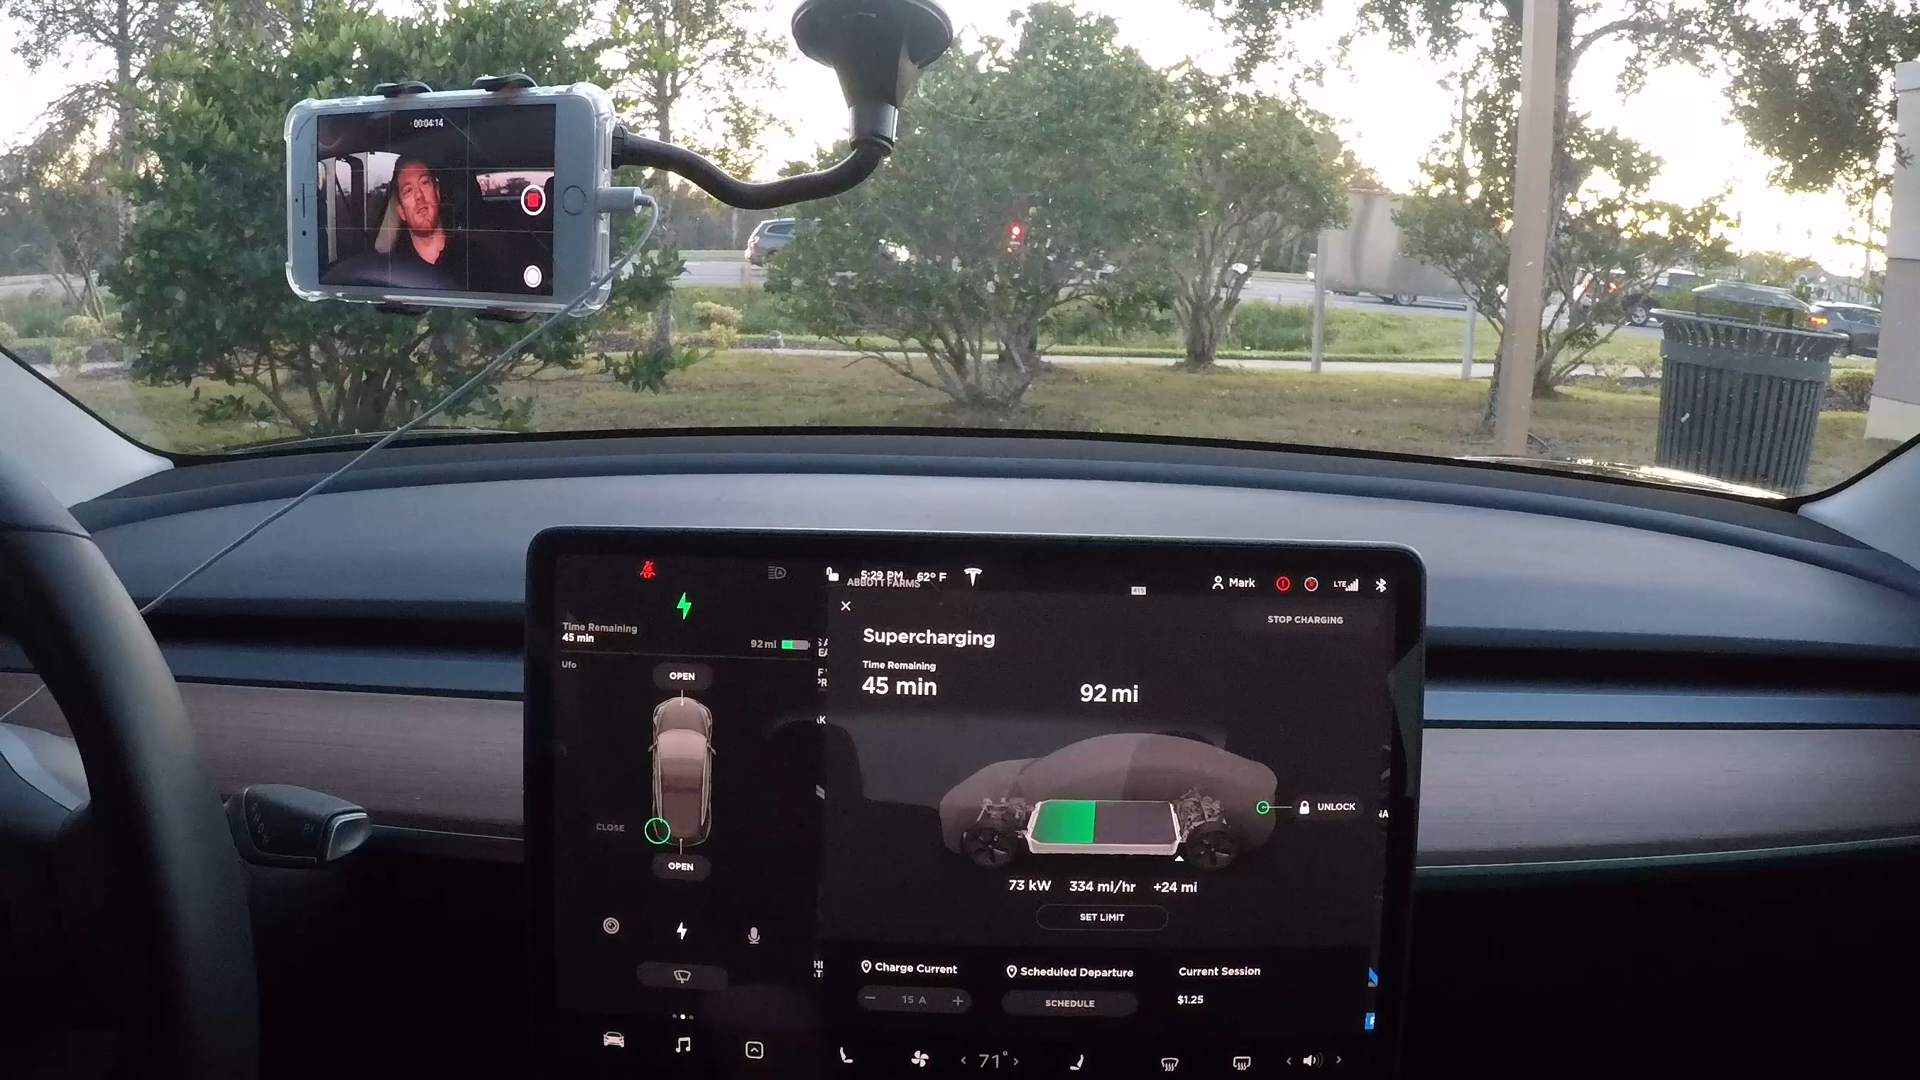 00:04:14
5:29 PM 62° F
ABBOTT FARMS
Mark
LTE
Time Remaining
45 min
92 mi
Ufo
OPEN
CLOSE
OPEN
STOP CHARGING
Supercharging
Time Remaining
45 min
92 mi
UNLOCK
73 kW 334 mi/hr +24 mi
SET LIMIT
Charge Current
− 15 A +
Scheduled Departure
SCHEDULE
Current Session
$1.25
< 71° >
< >